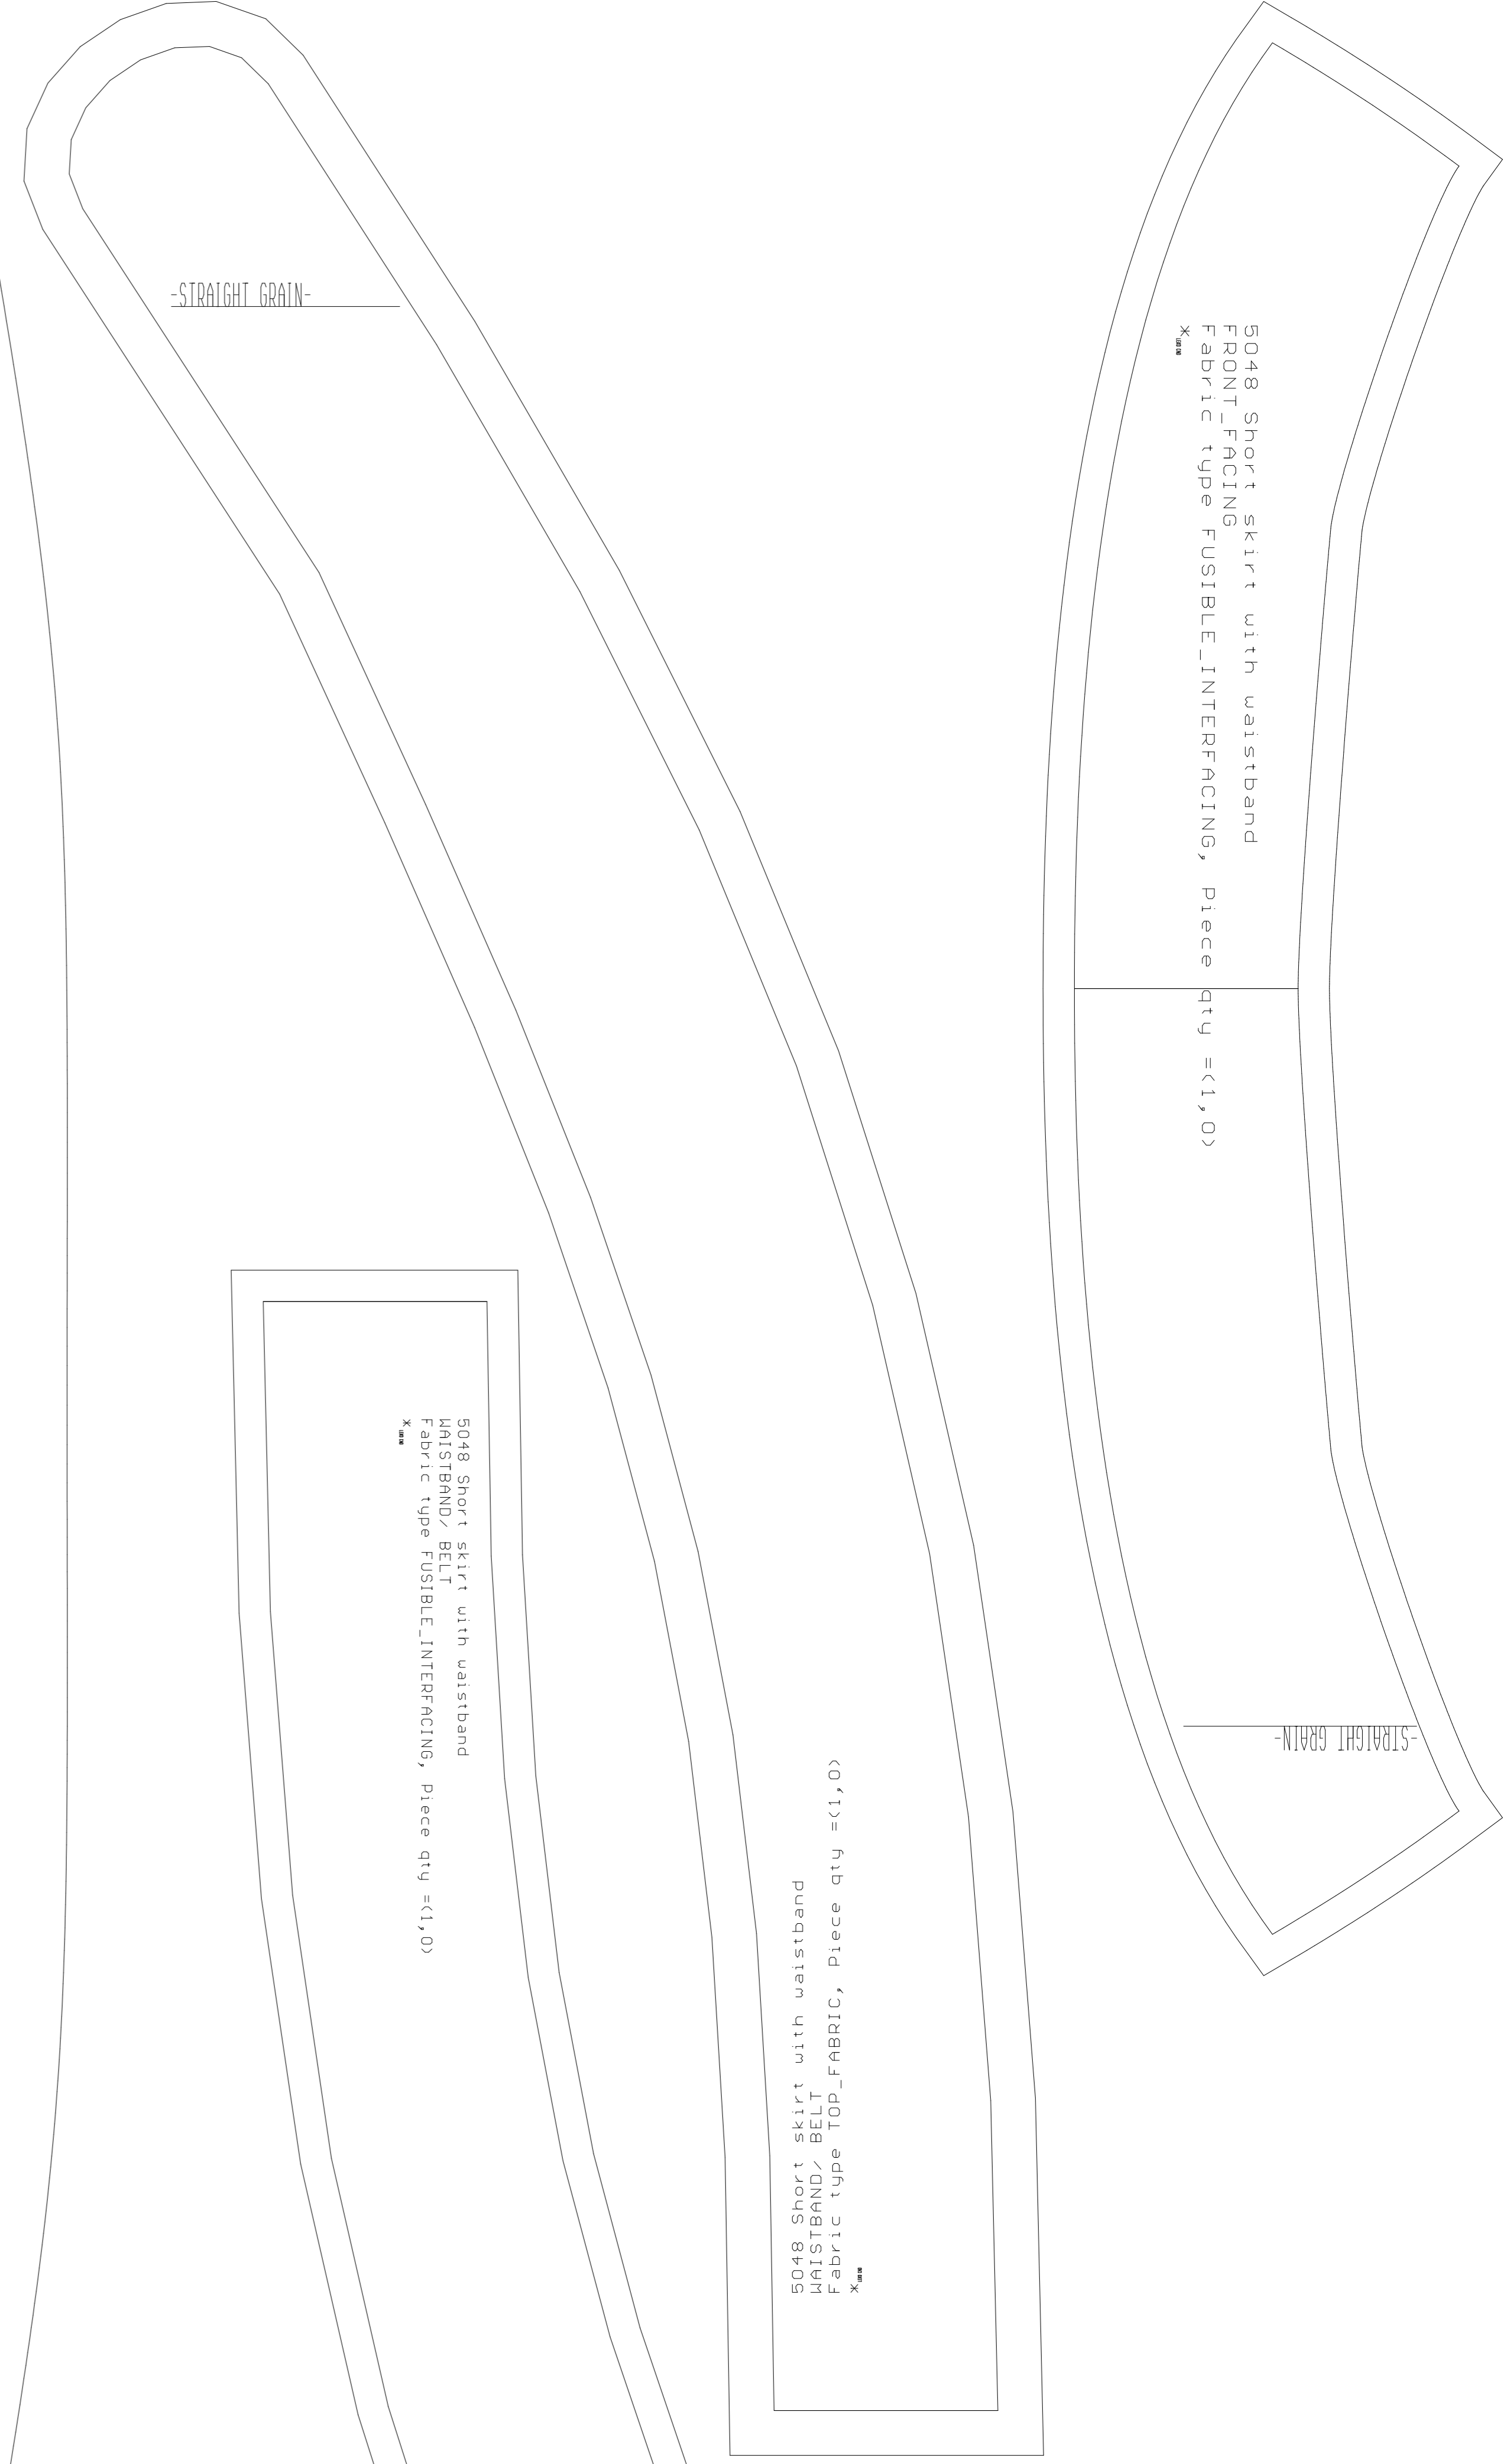 -STRAIGHT GRAIN-
5048 Short skirt with waistband
FRONT_FACING
Fabric type FUSIBLE_INTERFACING, Piece qty =(1,0)
*
5048 Short skirt with waistband
WAISTBAND/ BELT
Fabric type FUSIBLE_INTERFACING, Piece qty =(1,0)
*
5048 Short skirt with waistband
WAISTBAND/ BELT
Fabric type TOP_FABRIC, Piece qty =(1,0)
*
-STRAIGHT GRAIN-